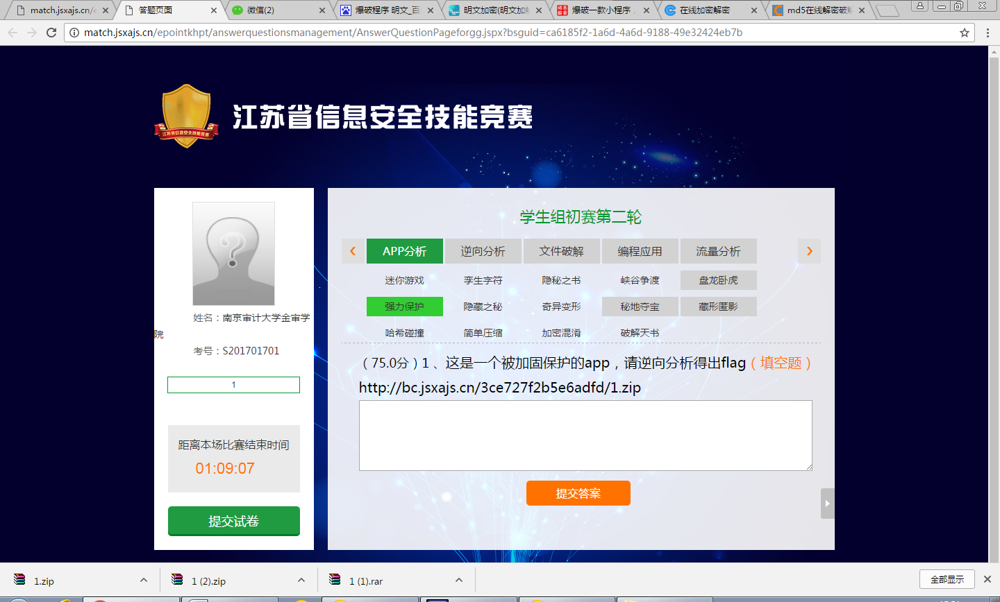 match.jsxajs.cn/e
答题页面
微信(2)
爆破程序 明文_百
明文加密(明文加
爆破一款小程序
在线加密解密
md5在线解密破解
match.jsxajs.cn/epointkhpt/answerquestionsmanagement/AnswerQuestionPageforgg.jspx?bsguid=ca6185f2-1a6d-4a6d-9188-49e32424eb7b
江苏省信息安全技能竞赛
江苏省信息安全技能竞赛
学生组初赛第二轮
APP分析 逆向分析 文件破解 编程应用 流量分析
迷你游戏 孪生字符 隐秘之书 峡谷争渡 盘龙卧虎
强力保护 隐藏之秘 奇异变形 秘地夺宝 藏形匿影
哈希碰撞 简单压缩 加密混淆 破解天书
姓名：南京审计大学金审学
院
考号：S201701701
1
距离本场比赛结束时间
01:09:07
提交试卷
（75.0分）1 、这是一个被加固保护的app，请逆向分析得出flag（填空题）
http://bc.jsxajs.cn/3ce727f2b5e6adfd/1.zip
提交答案
1.zip
1 (2).zip
1 (1).rar
全部显示